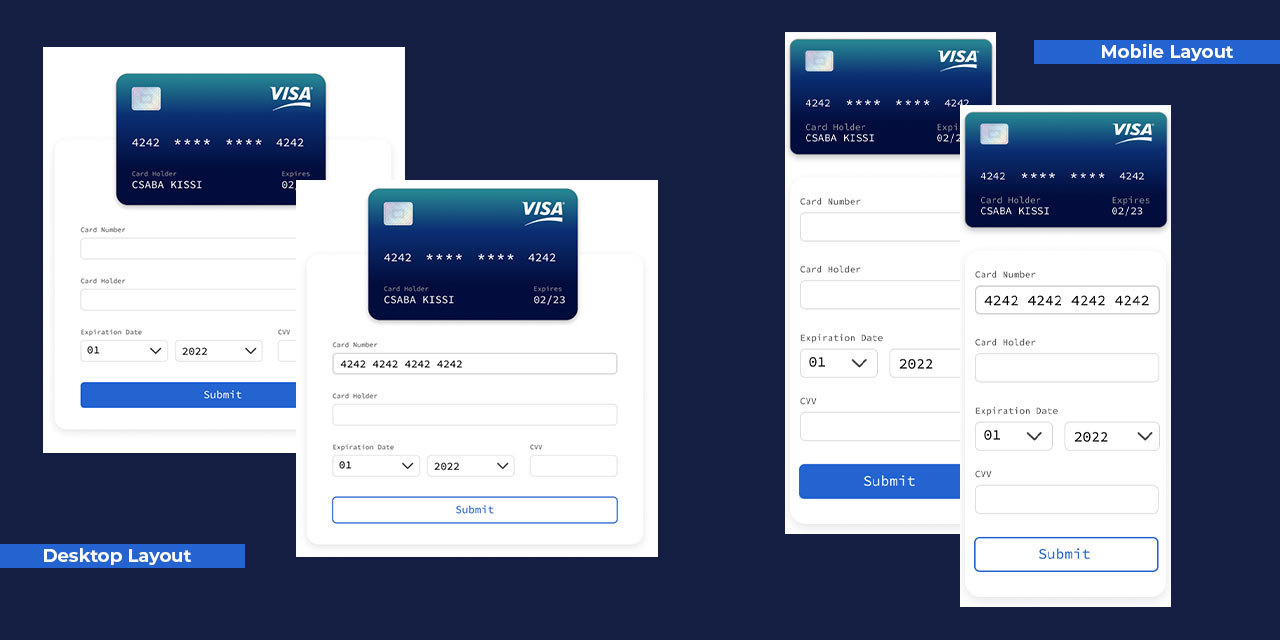 VISA
4242 **** **** 4242
Card Holder
CSABA KISSI
Expires
02/
Card Number
Card Holder
Expiration Date
CVV
01
2022
Submit
VISA
4242 **** **** 4242
Card Holder
Expires
CSABA KISSI
02/23
Card Number
4242 4242 4242 4242
Card Holder
Expiration Date
CVV
01
2022
Submit
Desktop Layout
Mobile Layout
VISA
4242 **** **** 4242
Card Holder
Expi
CSABA KISSI
02/2
Card Number
Card Holder
Expiration Date
01
2022
CVV
Submit
VISA
4242 **** **** 4242
Card Holder
Expires
CSABA KISSI
02/23
Card Number
4242 4242 4242 4242
Card Holder
Expiration Date
01
2022
CVV
Submit